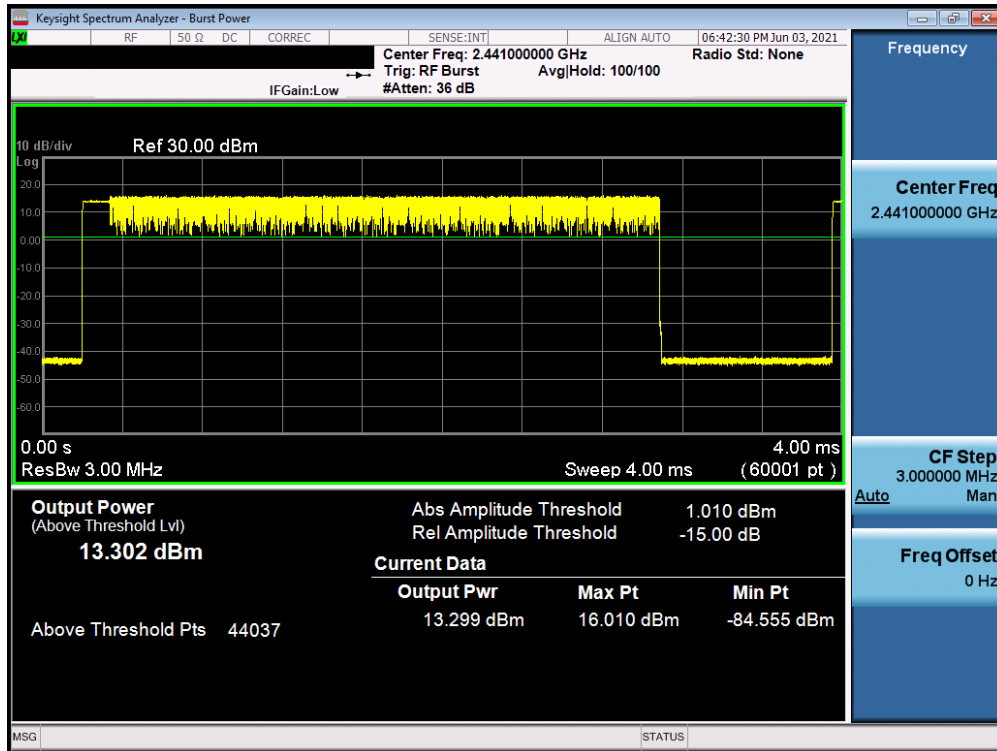 Keysight Spectrum Analyzer - Burst Power
LXI RF 50 Ω DC CORREC SENSE:INT ALIGN AUTO 06:42:30 PM Jun 03, 2021
Center Freq: 2.441000000 GHz Radio Std: None
Trig: RF Burst Avg|Hold: 100/100
IFGain:Low #Atten: 36 dB
10 dB/div Ref 30.00 dBm
Log
20.0
10.0
0.00
-10.0
-20.0
-30.0
-40.0
-50.0
-60.0
0.00 s 4.00 ms
ResBw 3.00 MHz Sweep 4.00 ms (60001 pt)
Output Power
(Above Threshold Lvl)
13.302 dBm
Above Threshold Pts 44037
Abs Amplitude Threshold 1.010 dBm
Rel Amplitude Threshold -15.00 dB
Current Data
Output Pwr Max Pt Min Pt
13.299 dBm 16.010 dBm -84.555 dBm
Frequency
Center Freq
2.441000000 GHz
CF Step
3.000000 MHz
Auto Man
Freq Offset
0 Hz
MSG STATUS